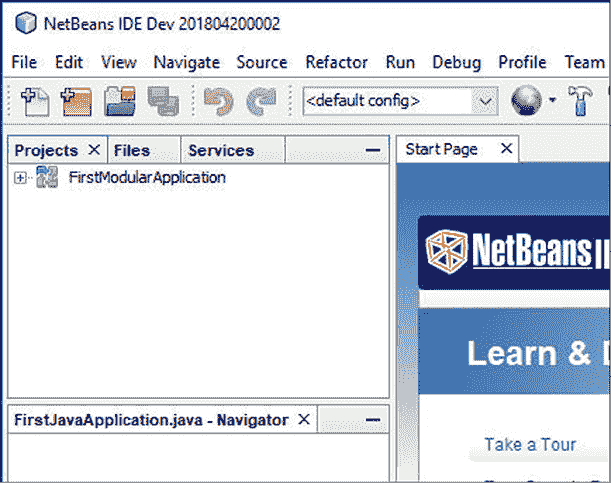 NetBeans IDE Dev 201804200002
File Edit View Navigate Source Refactor Run Debug Profile Team
<default config>
Projects Files Services
Start Page
FirstModularApplication
NetBeans
Learn &
FirstJavaApplication.java - Navigator
Take a Tour